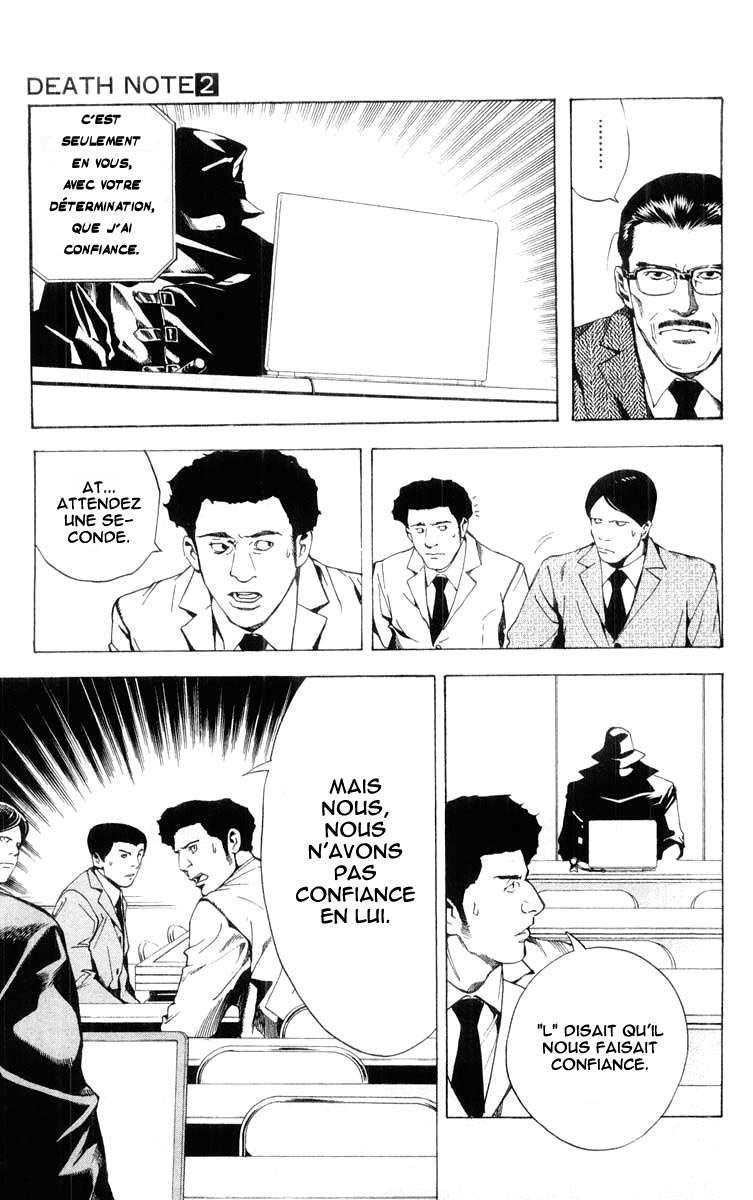 DEATH NOTE 2
.........
C'EST
SEULEMENT
EN VOUS,
AVEC VOTRE
DÉTERMINATION,
QUE J'AI
CONFIANCE.
AT...
ATTENDEZ
UNE SE-
CONDE.
"L" DISAIT QU'IL
NOUS FAISAIT
CONFIANCE.
MAIS
NOUS,
NOUS
N'AVONS
PAS
CONFIANCE
EN LUI.